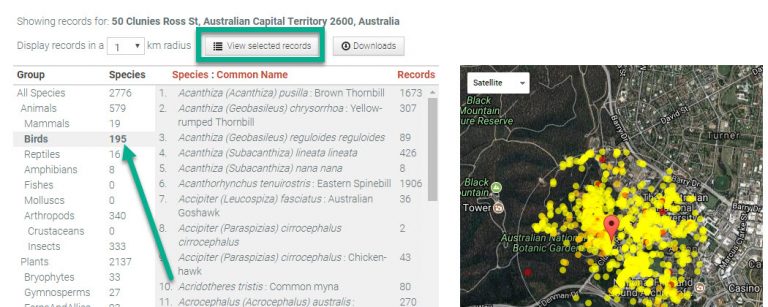 Showing records for: 50 Clunies Ross St, Australian Capital Territory 2600, Australia
Display records in a 1 km radius View selected records Downloads
Group Species Species : Common Name Records
All Species 2776 1. Acanthiza (Acanthiza) pusilla : Brown Thornbill 1673
Animals 579 2. Acanthiza (Geobasileus) chrysorrhoa : Yellow- 307
Mammals 19 rumped Thornbill
Birds 195 3. Acanthiza (Geobasileus) reguloides reguloides 89
Reptiles 16 4. Acanthiza (Subacanthiza) lineata lineata 426
Amphibians 8 5. Acanthiza (Subacanthiza) nana nana 8
Fishes 0 6. Acanthorhynchus tenuirostris : Eastern Spinebill 1906
Molluscs 0 7. Accipiter (Leucospiza) fasciatus : Australian 36
Arthropods 340 Goshawk
Crustaceans 0 8. Accipiter (Paraspizias) cirrocephalus 2
Insects 333 cirrocephalus
Plants 2137 Accipiter (Paraspizias) cirrocephalus : Chicken- 43
Bryophytes 33 hawk
Gymnosperms 27 10. Acridotheres tristis : Common myna 80
FernsAndAllies 11. Acrocephalus (Acrocephalus) australis : 270
Satellite
Black
Mountain
ure Reserve
Black
untain
Tower
Australian National
Botanic Gardens
David St
Turner
Barry Dr
Barry Dr
Casino